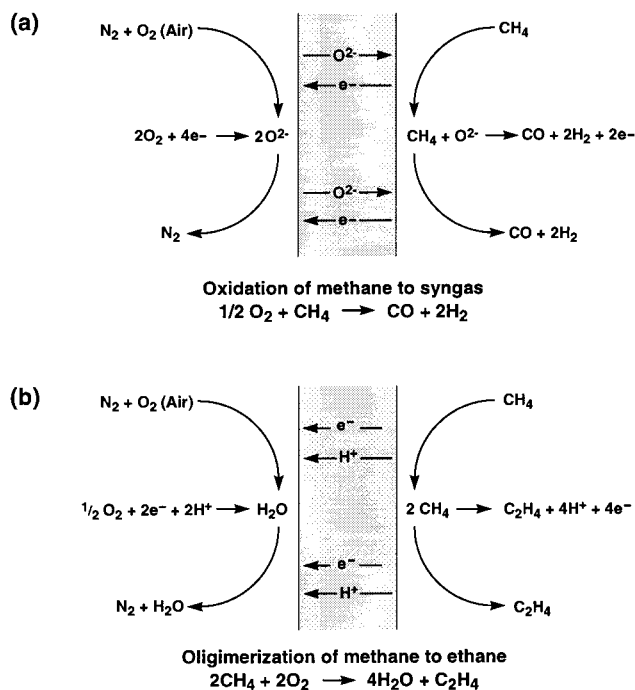 (a)
N₂ + O₂ (Air)
CH₄
O²⁻
e⁻
2O₂ + 4e⁻ → 2O²⁻
CH₄ + O²⁻ → CO + 2H₂ + 2e⁻
O²⁻
e⁻
N₂
CO + 2H₂
Oxidation of methane to syngas
1/2 O₂ + CH₄ → CO + 2H₂
(b)
N₂ + O₂ (Air)
CH₄
e⁻
H⁺
½ O₂ + 2e⁻ + 2H⁺ → H₂O
2 CH₄ → C₂H₄ + 4H⁺ + 4e⁻
e⁻
H⁺
N₂ + H₂O
C₂H₄
Oligimerization of methane to ethane
2CH₄ + 2O₂ → 4H₂O + C₂H₄